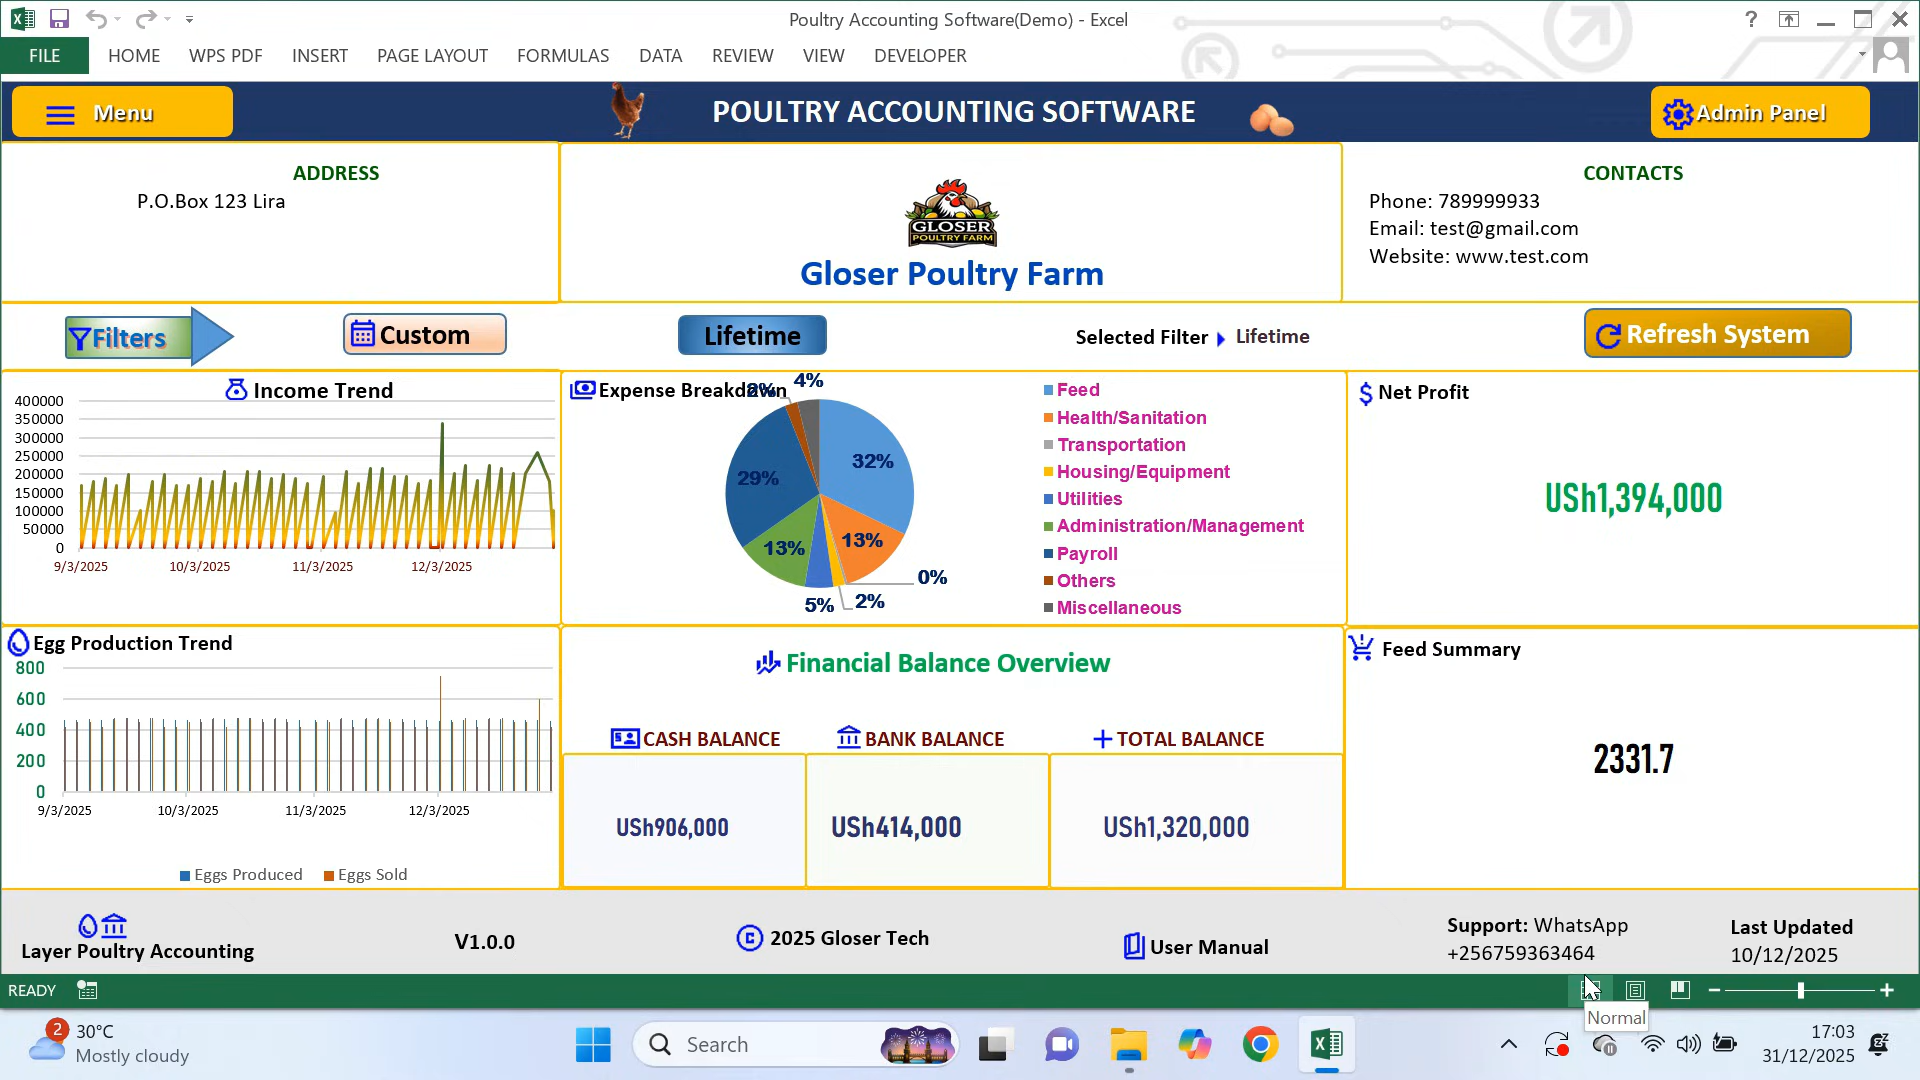 Poultry Accounting Software(Demo) - Excel
?
FILE HOME WPS PDF INSERT PAGE LAYOUT FORMULAS DATA REVIEW VIEW DEVELOPER
Menu
POULTRY ACCOUNTING SOFTWARE
Admin Panel
ADDRESS
P.O.Box 123 Lira
GLOSER
POULTRY FARM
Gloser Poultry Farm
CONTACTS
Phone: 789999933
Email: test@gmail.com
Website: www.test.com
Filters
Custom
Lifetime
Selected Filter Lifetime
Refresh System
Income Trend
400000
350000
300000
250000
200000
150000
100000
50000
0
9/3/2025 10/3/2025 11/3/2025 12/3/2025
Expense Breakdown
4%
32%
29%
13%
13%
0%
2%
5%
Feed
Health/Sanitation
Transportation
Housing/Equipment
Utilities
Administration/Management
Payroll
Others
Miscellaneous
Net Profit
USh1,394,000
Egg Production Trend
800
600
400
200
0
9/3/2025 10/3/2025 11/3/2025 12/3/2025
Eggs Produced Eggs Sold
Financial Balance Overview
CASH BALANCE BANK BALANCE TOTAL BALANCE
USh906,000 USh414,000 USh1,320,000
Feed Summary
2331.7
Layer Poultry Accounting
V1.0.0
2025 Gloser Tech
User Manual
Support: WhatsApp
+256759363464
Last Updated
10/12/2025
READY
Normal
2
30°C
Mostly cloudy
Search
17:03
31/12/2025